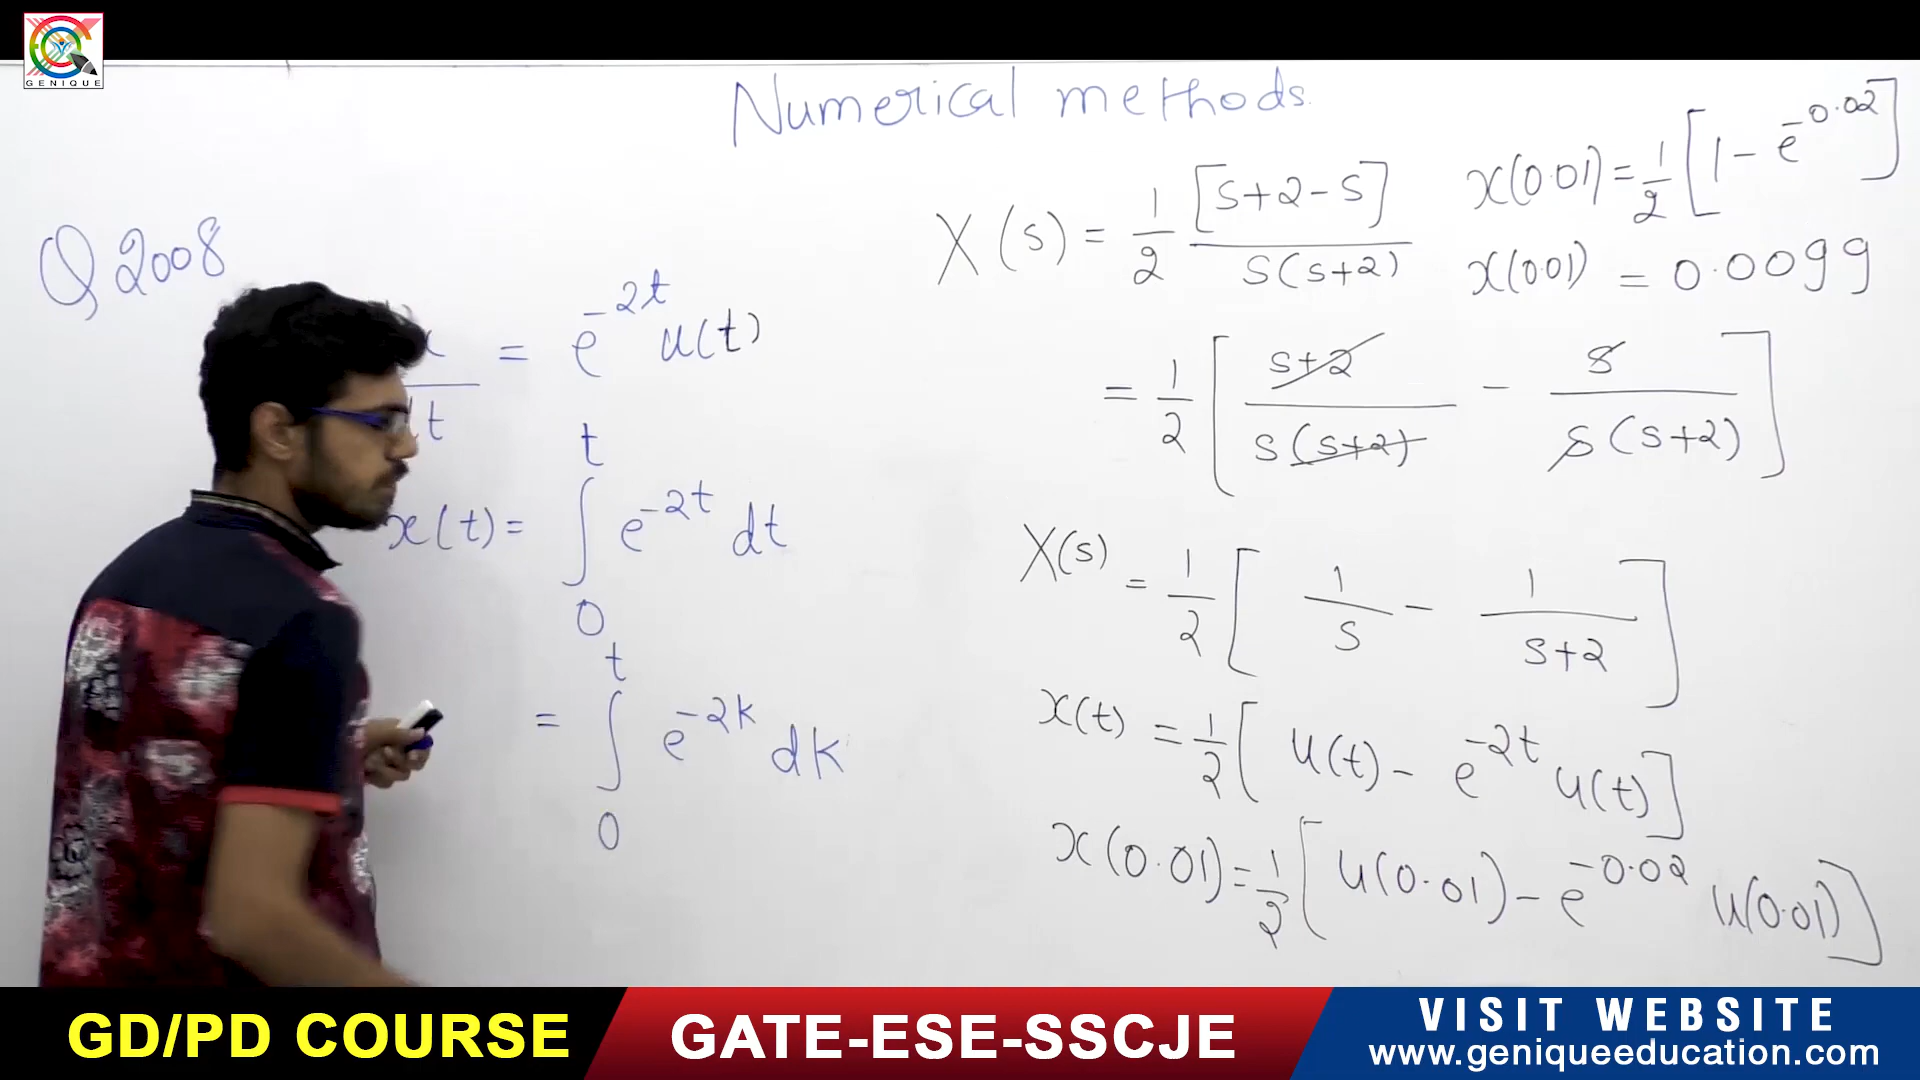 GENIQUE
Numerical methods.
Q 2008
= e^{-2t} u(t)
dt
x(t) = ∫_0^t e^{-2t} dt
= ∫_0^t e^{-2k} dk
X(s) = 1/2 [s+2-s] / s(s+2)
= 1/2 [ s+2 / s(s+2) - s / s(s+2) ]
X(s) = 1/2 [ 1/s - 1/s+2 ]
x(t) = 1/2 [ u(t) - e^{-2t} u(t) ]
x(0.01) = 1/2 [ u(0.01) - e^{-0.02} u(0.01) ]
x(0.01) = 1/2 [ 1 - e^{-0.02} ]
x(0.01) = 0.0099
GD/PD COURSE
GATE-ESE-SSCJE
VISIT WEBSITE
www.geniqueeducation.com